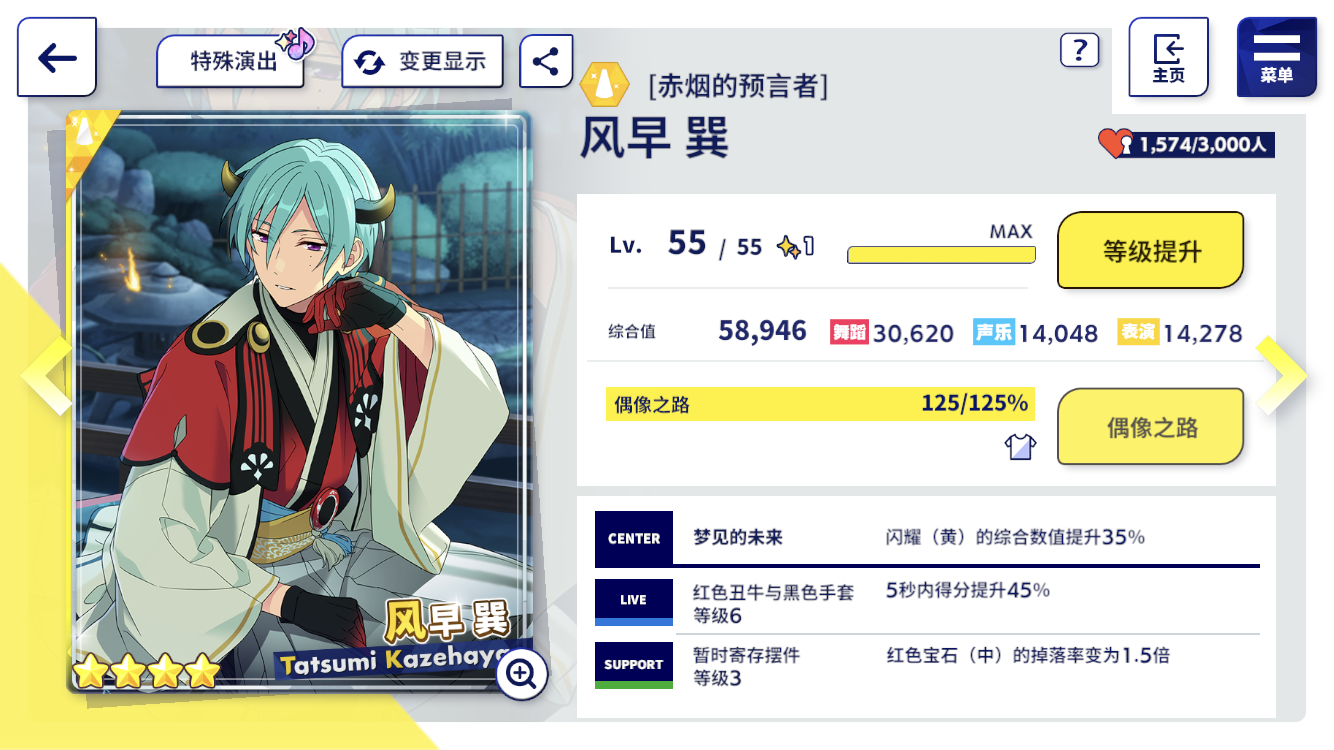 特殊演出
变更显示
?
主页
菜单
[赤烟的预言者]
风早 巽
1,574/3,000人
Lv. 55 / 55 1
MAX
等级提升
综合值 58,946 舞蹈 30,620 声乐 14,048 表演 14,278
偶像之路 125/125%
偶像之路
CENTER 梦见的未来 闪耀（黄）的综合数值提升35%
LIVE 红色丑牛与黑色手套 5秒内得分提升45%
等级6
SUPPORT 暂时寄存摆件 红色宝石（中）的掉落率变为1.5倍
等级3
风早 巽
Tatsumi Kazehaya